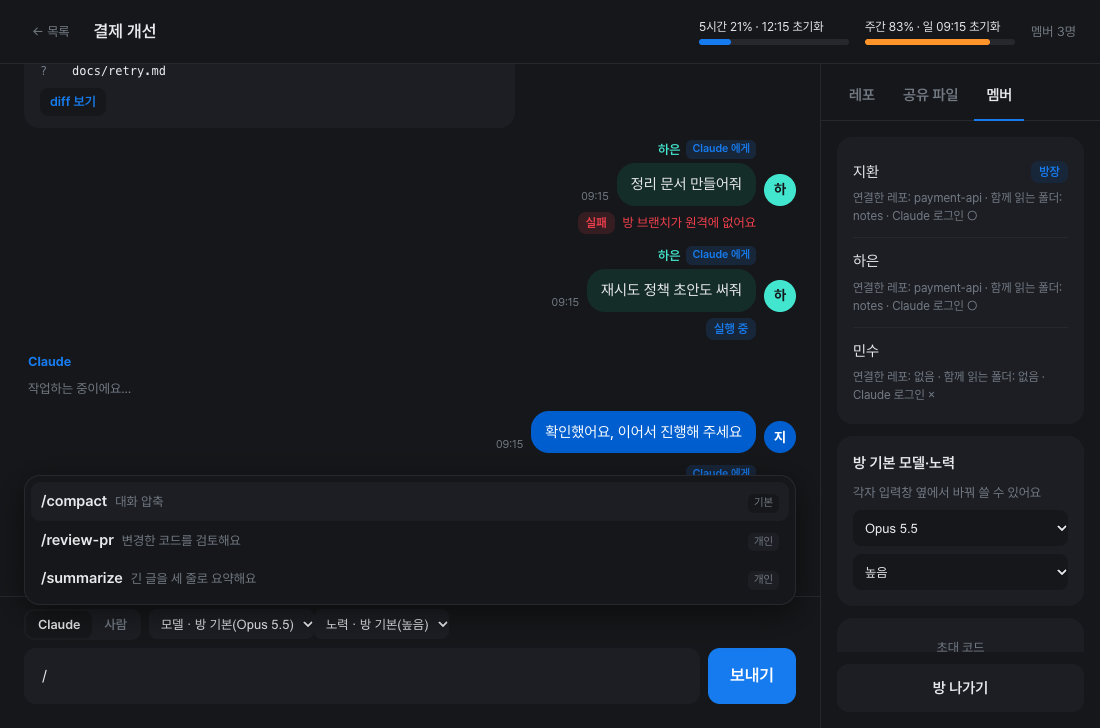 ← 목록
결제 개선
5시간 21% · 12:15 초기화
주간 83% · 일 09:15 초기화
멤버 3명
? docs/retry.md
diff 보기
하은 Claude 에게
정리 문서 만들어줘
09:15
하
실패 방 브랜치가 원격에 없어요
하은 Claude 에게
재시도 정책 초안도 써줘
09:15
하
실행 중
Claude
작업하는 중이에요...
확인했어요, 이어서 진행해 주세요
09:15
지
Claude 에게
/compact 대화 압축 기본
/review-pr 변경한 코드를 검토해요 개인
/summarize 긴 글을 세 줄로 요약해요 개인
Claude 사람 모델 · 방 기본(Opus 5.5) 노력 · 방 기본(높음)
/
보내기
레포 공유 파일 멤버
지환 방장
연결한 레포: payment-api · 함께 읽는 폴더:
notes · Claude 로그인 ○
하은
연결한 레포: payment-api · 함께 읽는 폴더:
notes · Claude 로그인 ○
민수
연결한 레포: 없음 · 함께 읽는 폴더: 없음 ·
Claude 로그인 ×
방 기본 모델·노력
각자 입력창 옆에서 바꿔 쓸 수 있어요
Opus 5.5
높음
초대 코드
방 나가기